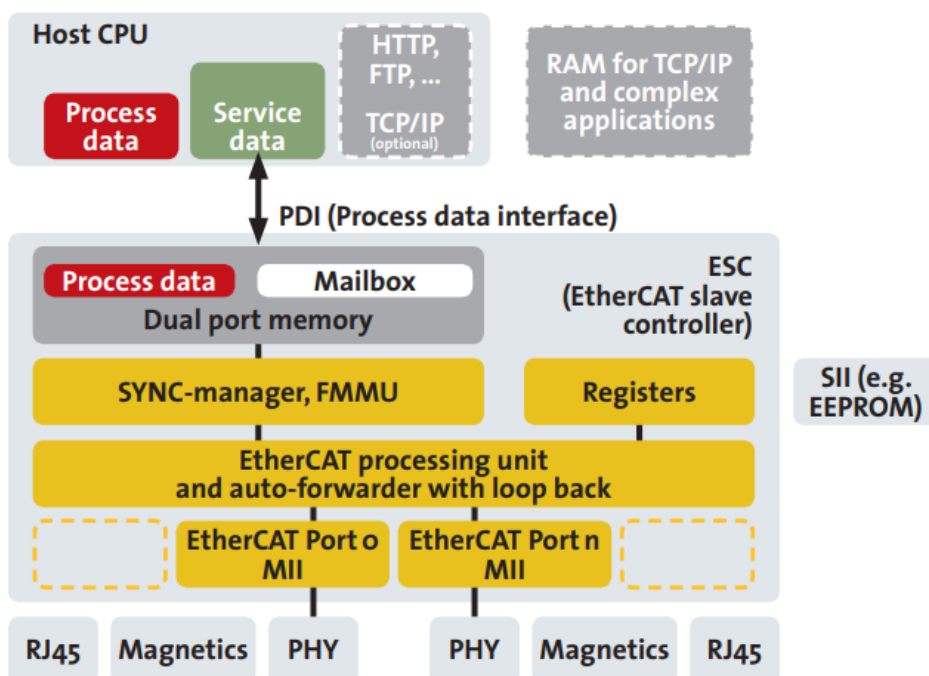 Host CPU
Process
data
Service
data
HTTP,
FTP, ...
TCP/IP
(optional)
RAM for TCP/IP
and complex
applications
PDI (Process data interface)
Process data
Mailbox
Dual port memory
ESC
(EtherCAT slave
controller)
SYNC-manager, FMMU
Registers
SII (e.g.
EEPROM)
EtherCAT processing unit
and auto-forwarder with loop back
EtherCAT Port 0
MII
EtherCAT Port n
MII
RJ45
Magnetics
PHY
PHY
Magnetics
RJ45